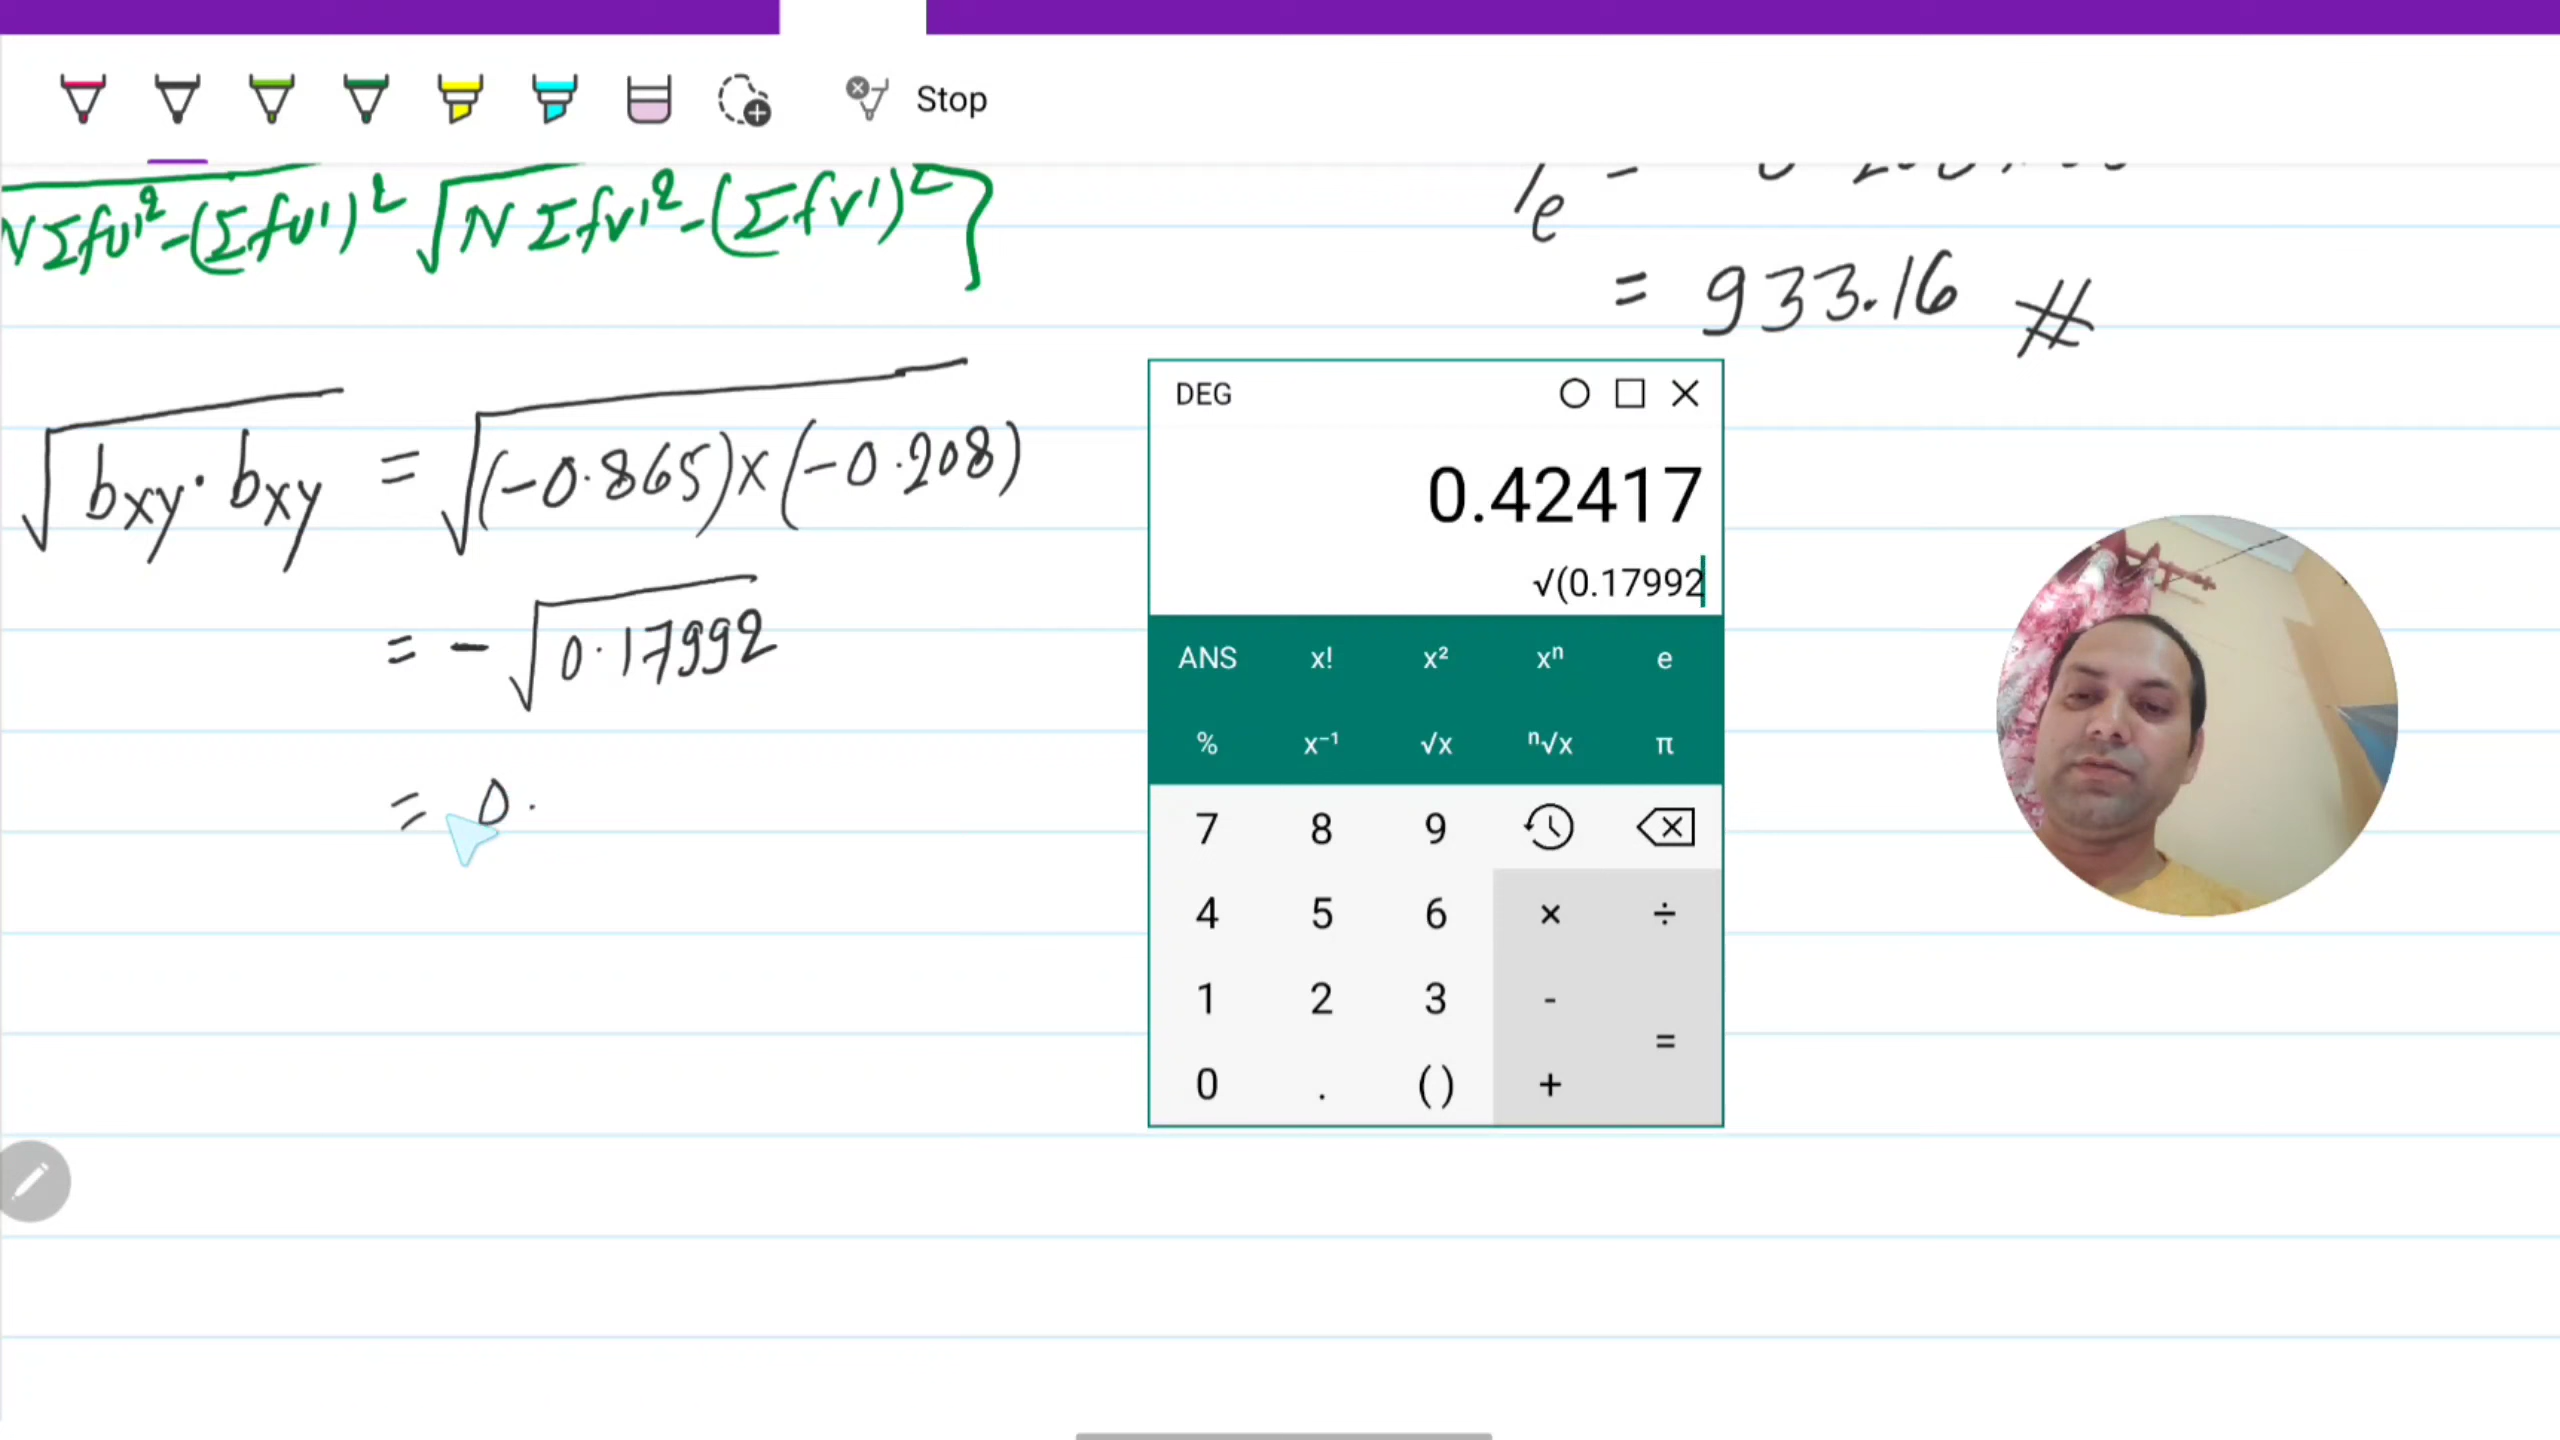 Stop
√NΣfu'²-(Σfu')² √NΣfv'²-(Σfv')² }
= 933.16 #
√bxy·bxy = √(-0.865)x(-0.208)
= -√0.17992
= 0.
DEG
0.42417
√(0.17992
ANS x! x² xⁿ e
% x⁻¹ √x ⁿ√x π
7 8 9
4 5 6 × ÷
1 2 3 - =
0 . () +